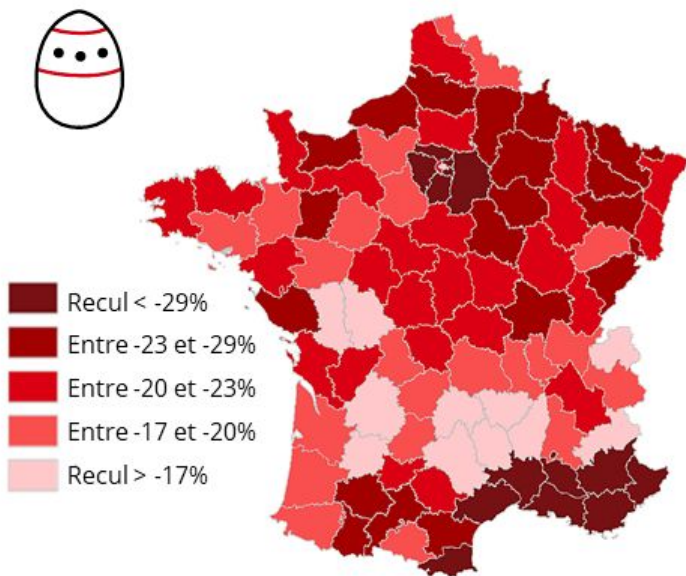 Recul < -29%
Entre -23 et -29%
Entre -20 et -23%
Entre -17 et -20%
Recul > -17%